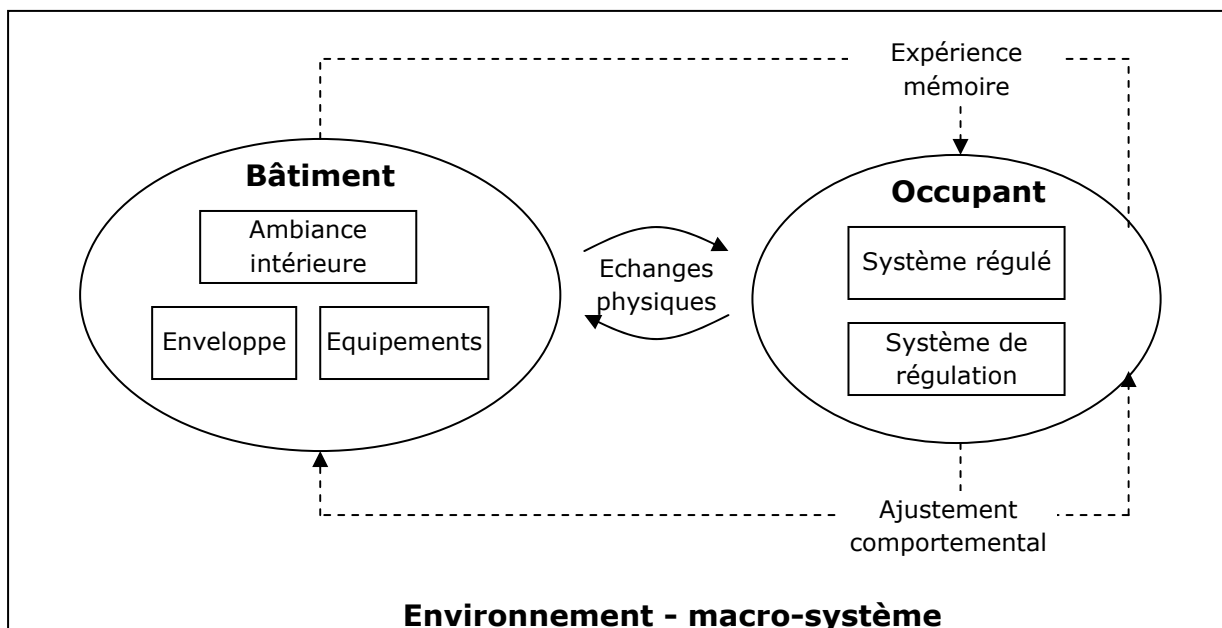 Expérience
mémoire
Bâtiment
Ambiance
intérieure
Enveloppe
Equipements
Echanges
physiques
Occupant
Système régulé
Système de
régulation
Ajustement
comportemental
Environnement - macro-système